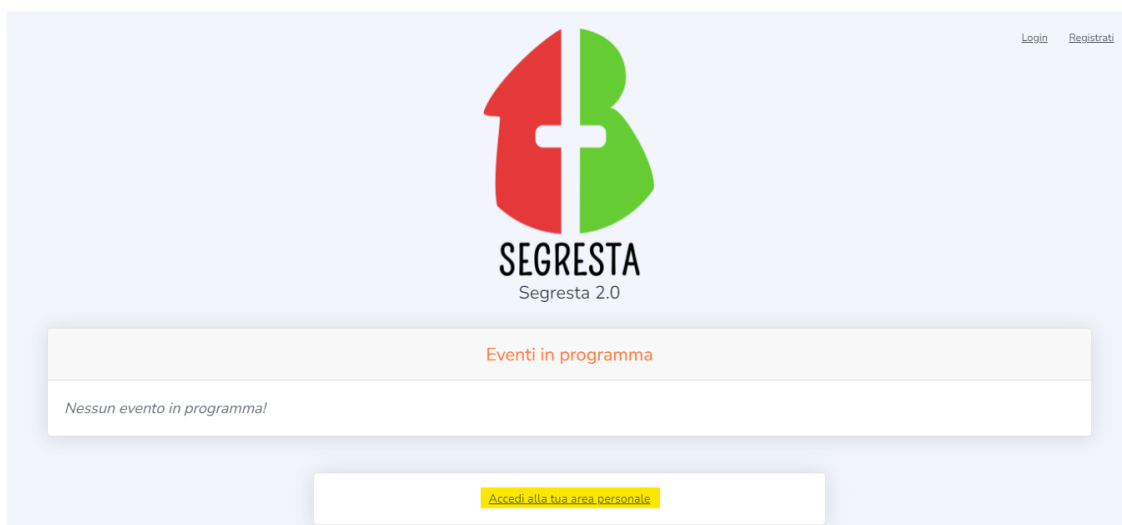 Login Registrati
SEGRESTA
Segresta 2.0
Eventi in programma
Nessun evento in programma!
Accedi alla tua area personale